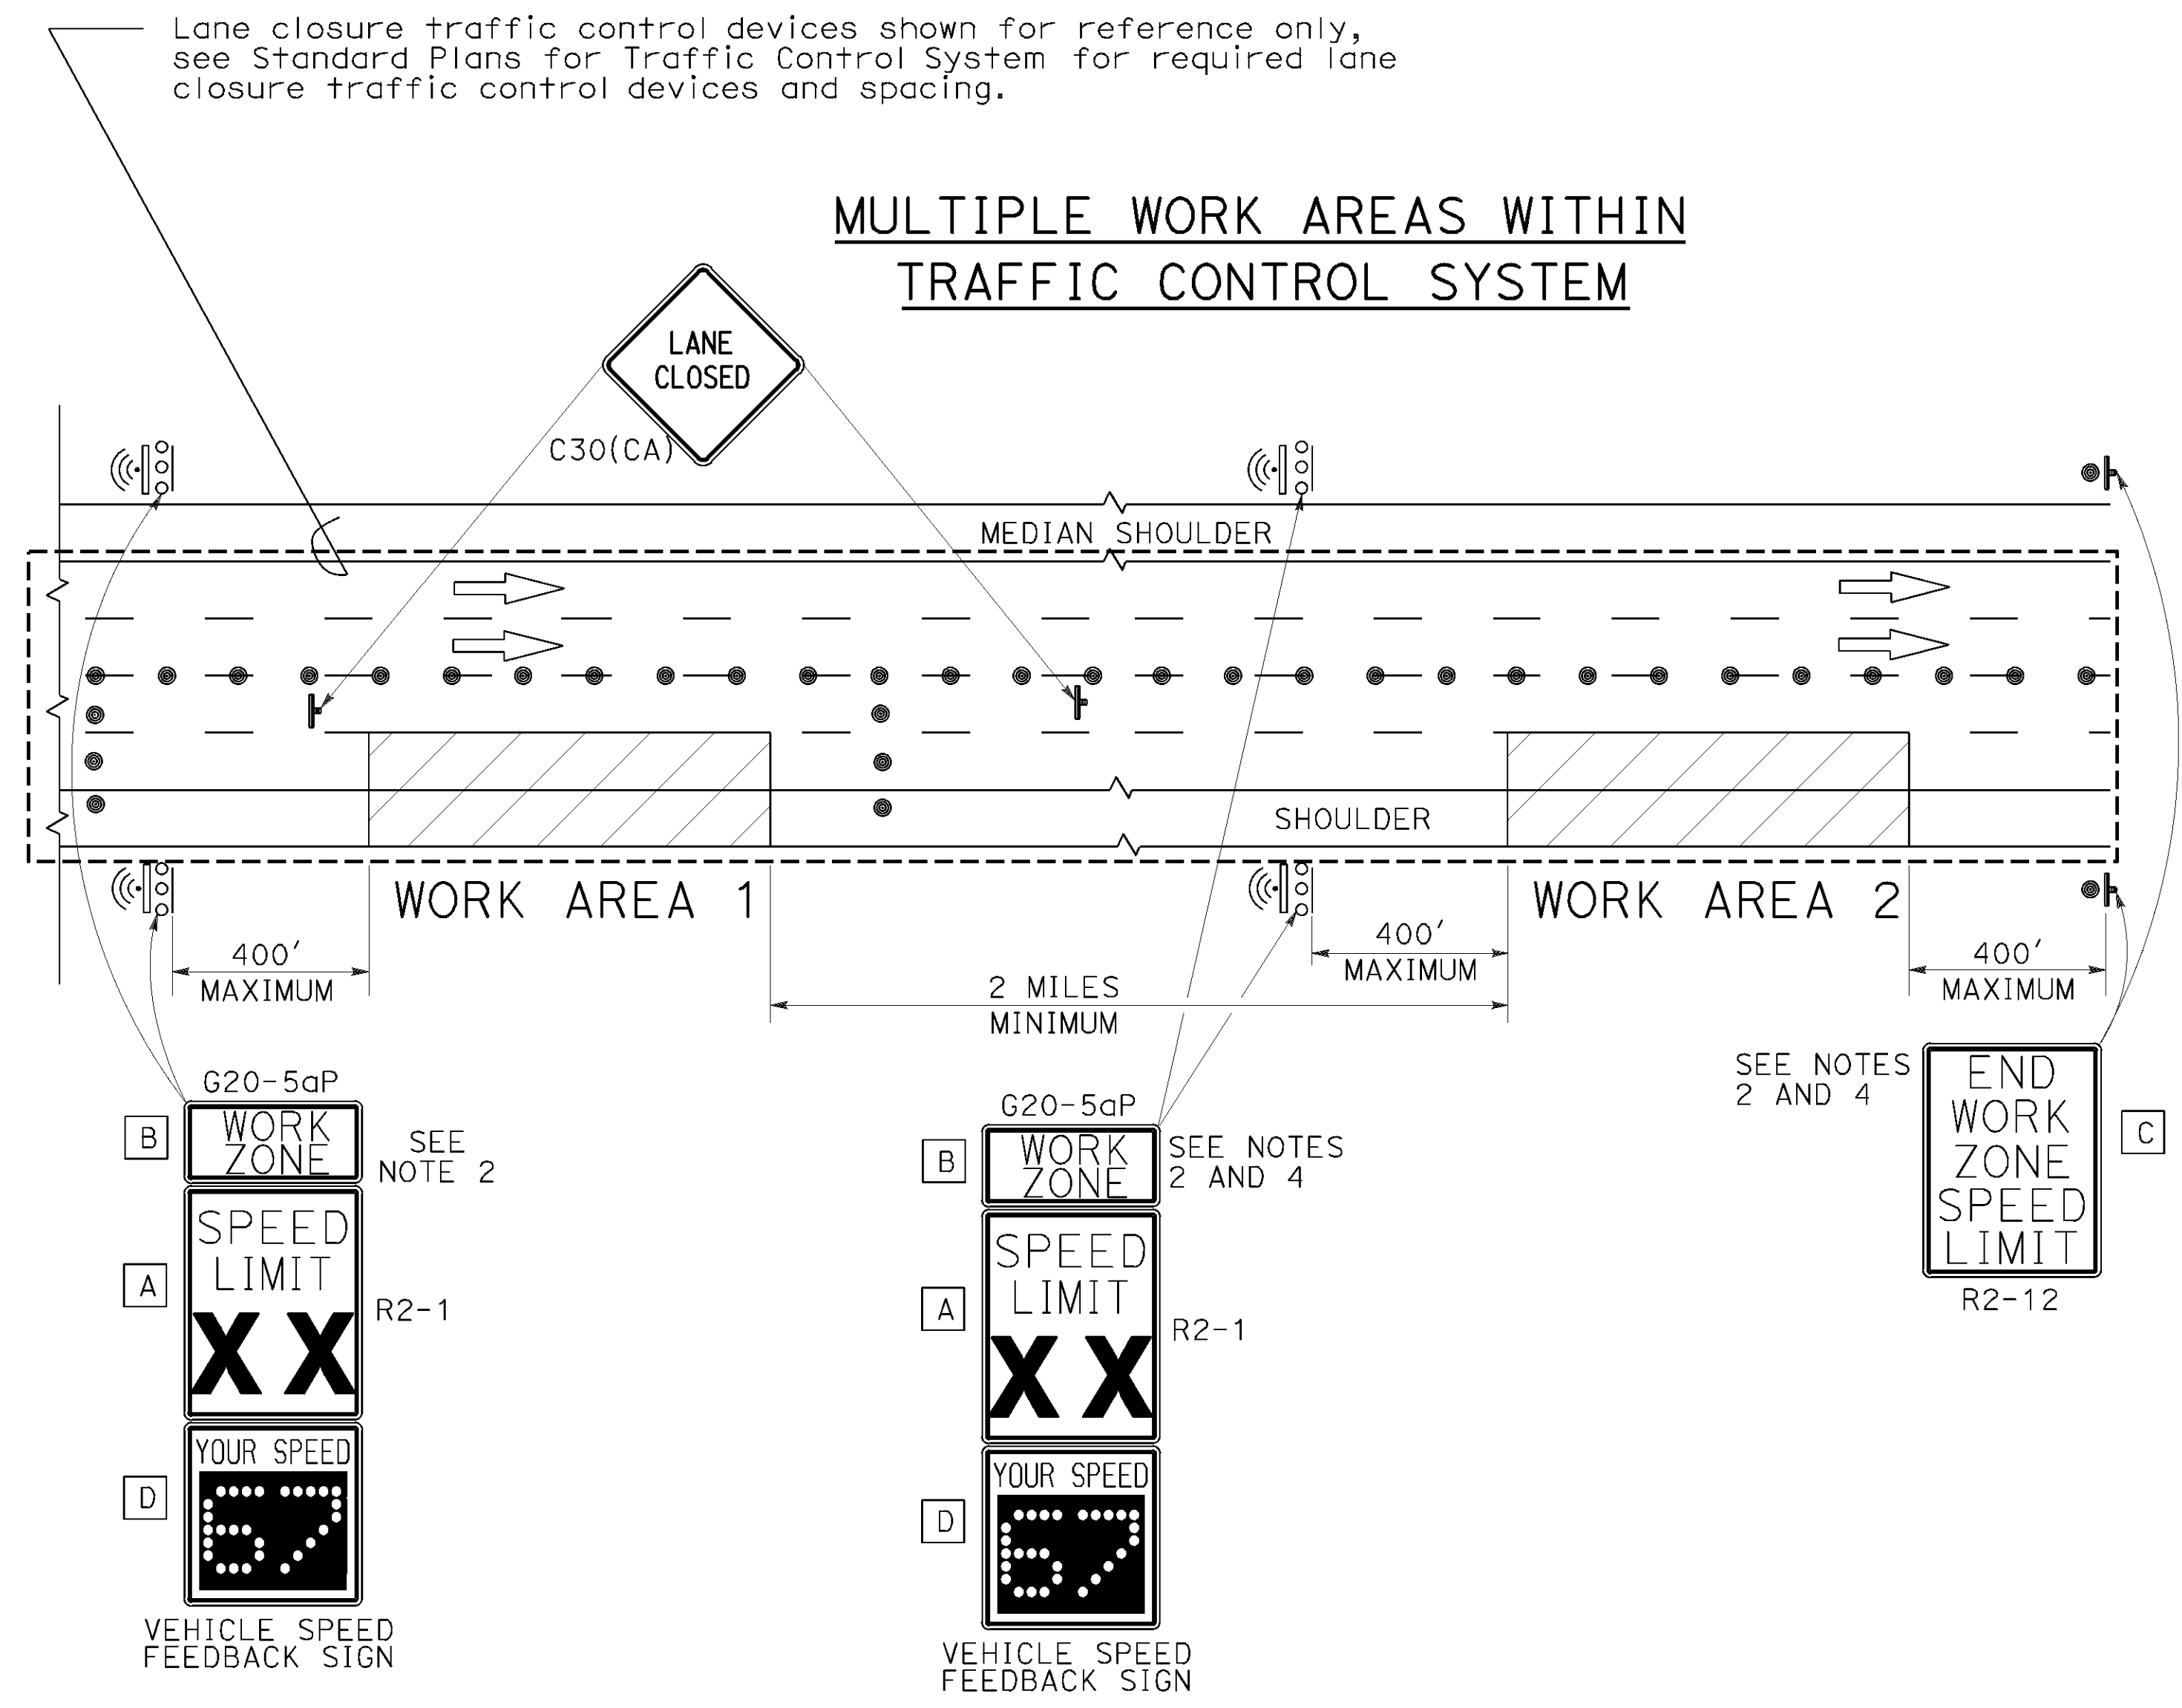 Lane closure traffic control devices shown for reference only,
see Standard Plans for Traffic Control System for required lane
closure traffic control devices and spacing.
MULTIPLE WORK AREAS WITHIN
TRAFFIC CONTROL SYSTEM
LANE
CLOSED
C30(CA)
MEDIAN SHOULDER
SHOULDER
WORK AREA 1
WORK AREA 2
400'
MAXIMUM
2 MILES
MINIMUM
400'
MAXIMUM
400'
MAXIMUM
G20-5aP
B
WORK
ZONE
SEE
NOTE 2
A
SPEED
LIMIT
XX
R2-1
D
YOUR SPEED
67
VEHICLE SPEED
FEEDBACK SIGN
G20-5aP
B
WORK
ZONE
SEE NOTES
2 AND 4
A
SPEED
LIMIT
XX
R2-1
D
YOUR SPEED
67
VEHICLE SPEED
FEEDBACK SIGN
SEE NOTES
2 AND 4
END
WORK
ZONE
SPEED
LIMIT
C
R2-12